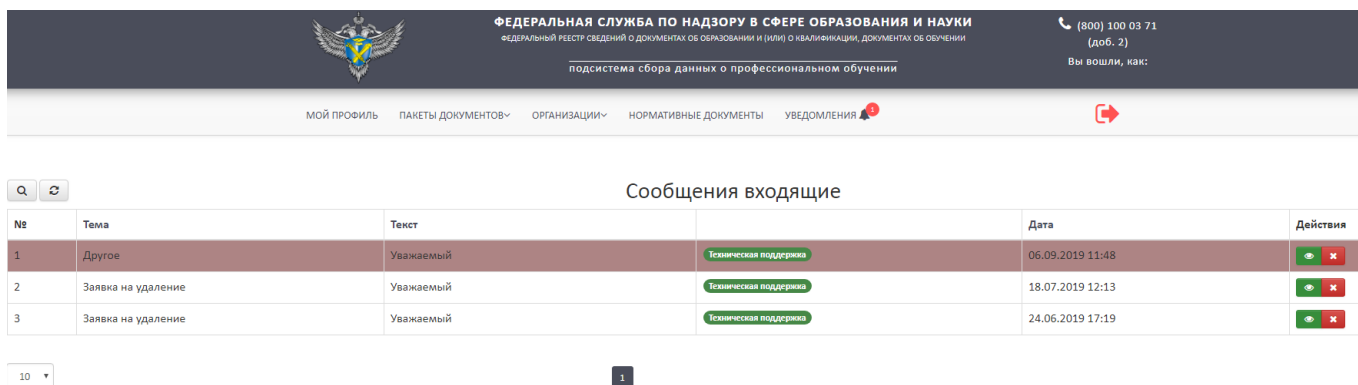 ФЕДЕРАЛЬНАЯ СЛУЖБА ПО НАДЗОРУ В СФЕРЕ ОБРАЗОВАНИЯ И НАУКИ
ФЕДЕРАЛЬНЫЙ РЕЕСТР СВЕДЕНИЙ О ДОКУМЕНТАХ ОБ ОБРАЗОВАНИИ И (ИЛИ) О КВАЛИФИКАЦИИ, ДОКУМЕНТАХ ОБ ОБУЧЕНИИ
подсистема сбора данных о профессиональном обучении
(800) 100 03 71
(доб. 2)
Вы вошли, как:
МОЙ ПРОФИЛЬ ПАКЕТЫ ДОКУМЕНТОВ ОРГАНИЗАЦИИ НОРМАТИВНЫЕ ДОКУМЕНТЫ УВЕДОМЛЕНИЯ 1
Сообщения входящие
№ Тема Текст Дата Действия
1 Другое Уважаемый Техническая поддержка 06.09.2019 11:48
2 Заявка на удаление Уважаемый Техническая поддержка 18.07.2019 12:13
3 Заявка на удаление Уважаемый Техническая поддержка 24.06.2019 17:19
10 1